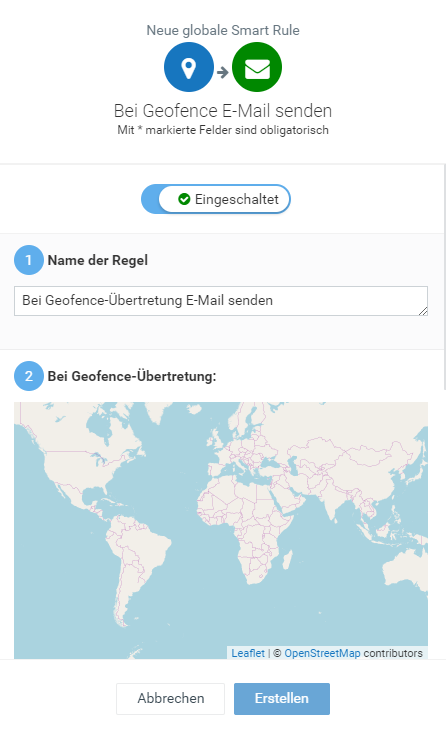 Neue globale Smart Rule
Bei Geofence E-Mail senden
Mit * markierte Felder sind obligatorisch
Eingeschaltet
1 Name der Regel
Bei Geofence-Übertretung E-Mail senden
2 Bei Geofence-Übertretung:
Leaflet | © OpenStreetMap contributors
Abbrechen Erstellen